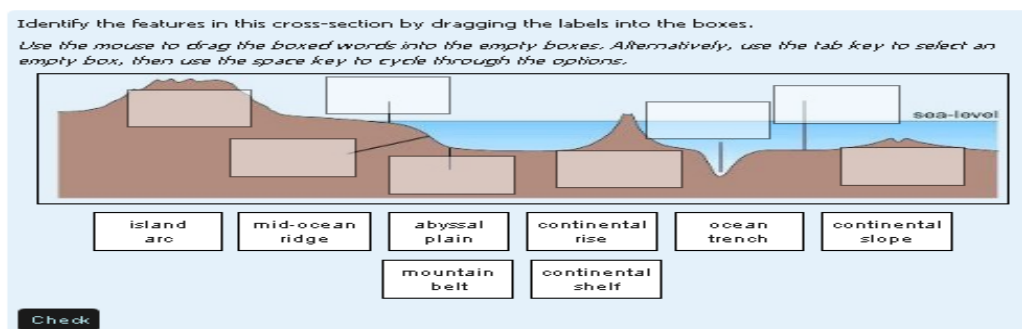 Identify the features in this cross-section by dragging the labels into the boxes.
Use the mouse to drag the boxed words into the empty boxes. Alternatively, use the tab key to select an
empty box, then use the space key to cycle through the options.
sea-level
island
arc
mid-ocean
ridge
abyssal
plain
continental
rise
ocean
trench
continental
slope
mountain
belt
continental
shelf
Check